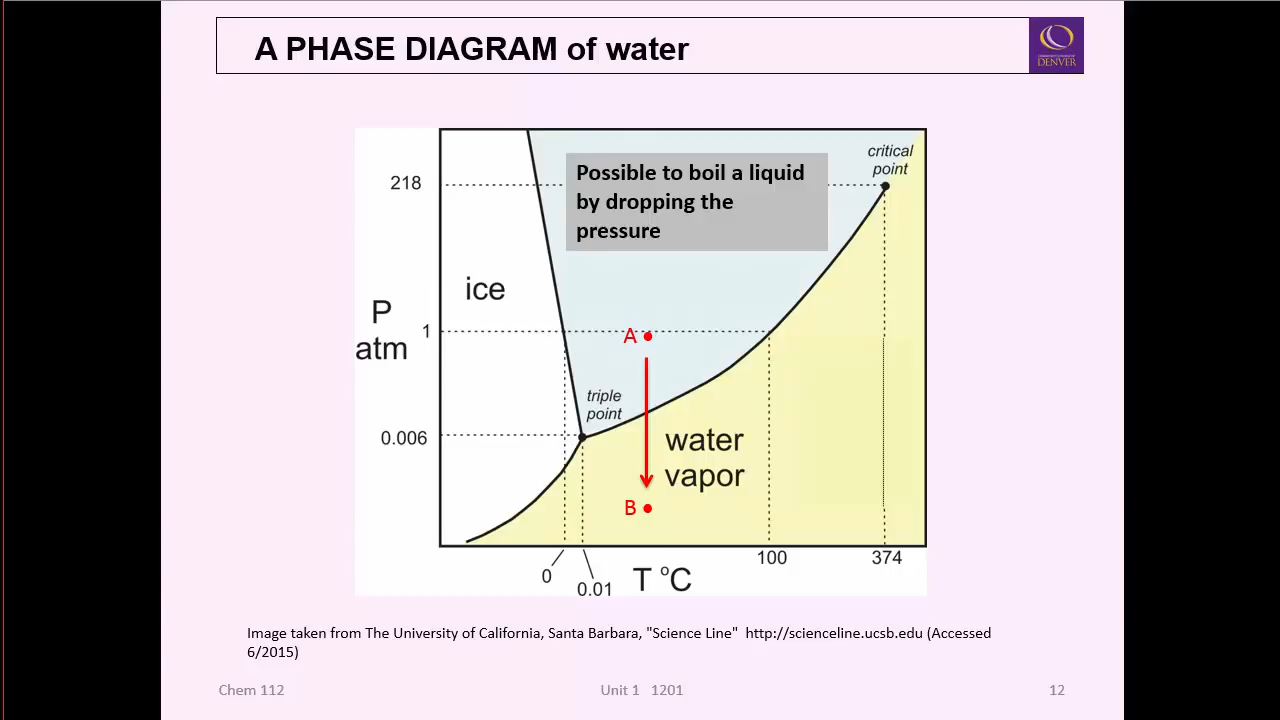 A PHASE DIAGRAM of water
DENVER
critical
point
Possible to boil a liquid
by dropping the
pressure
218
ice
P
atm
1
A
triple
point
0.006
water
vapor
B
0
0.01
T °C
100
374
Image taken from The University of California, Santa Barbara, "Science Line"  http://scienceline.ucsb.edu (Accessed
6/2015)
Chem 112
Unit 1   1201
12